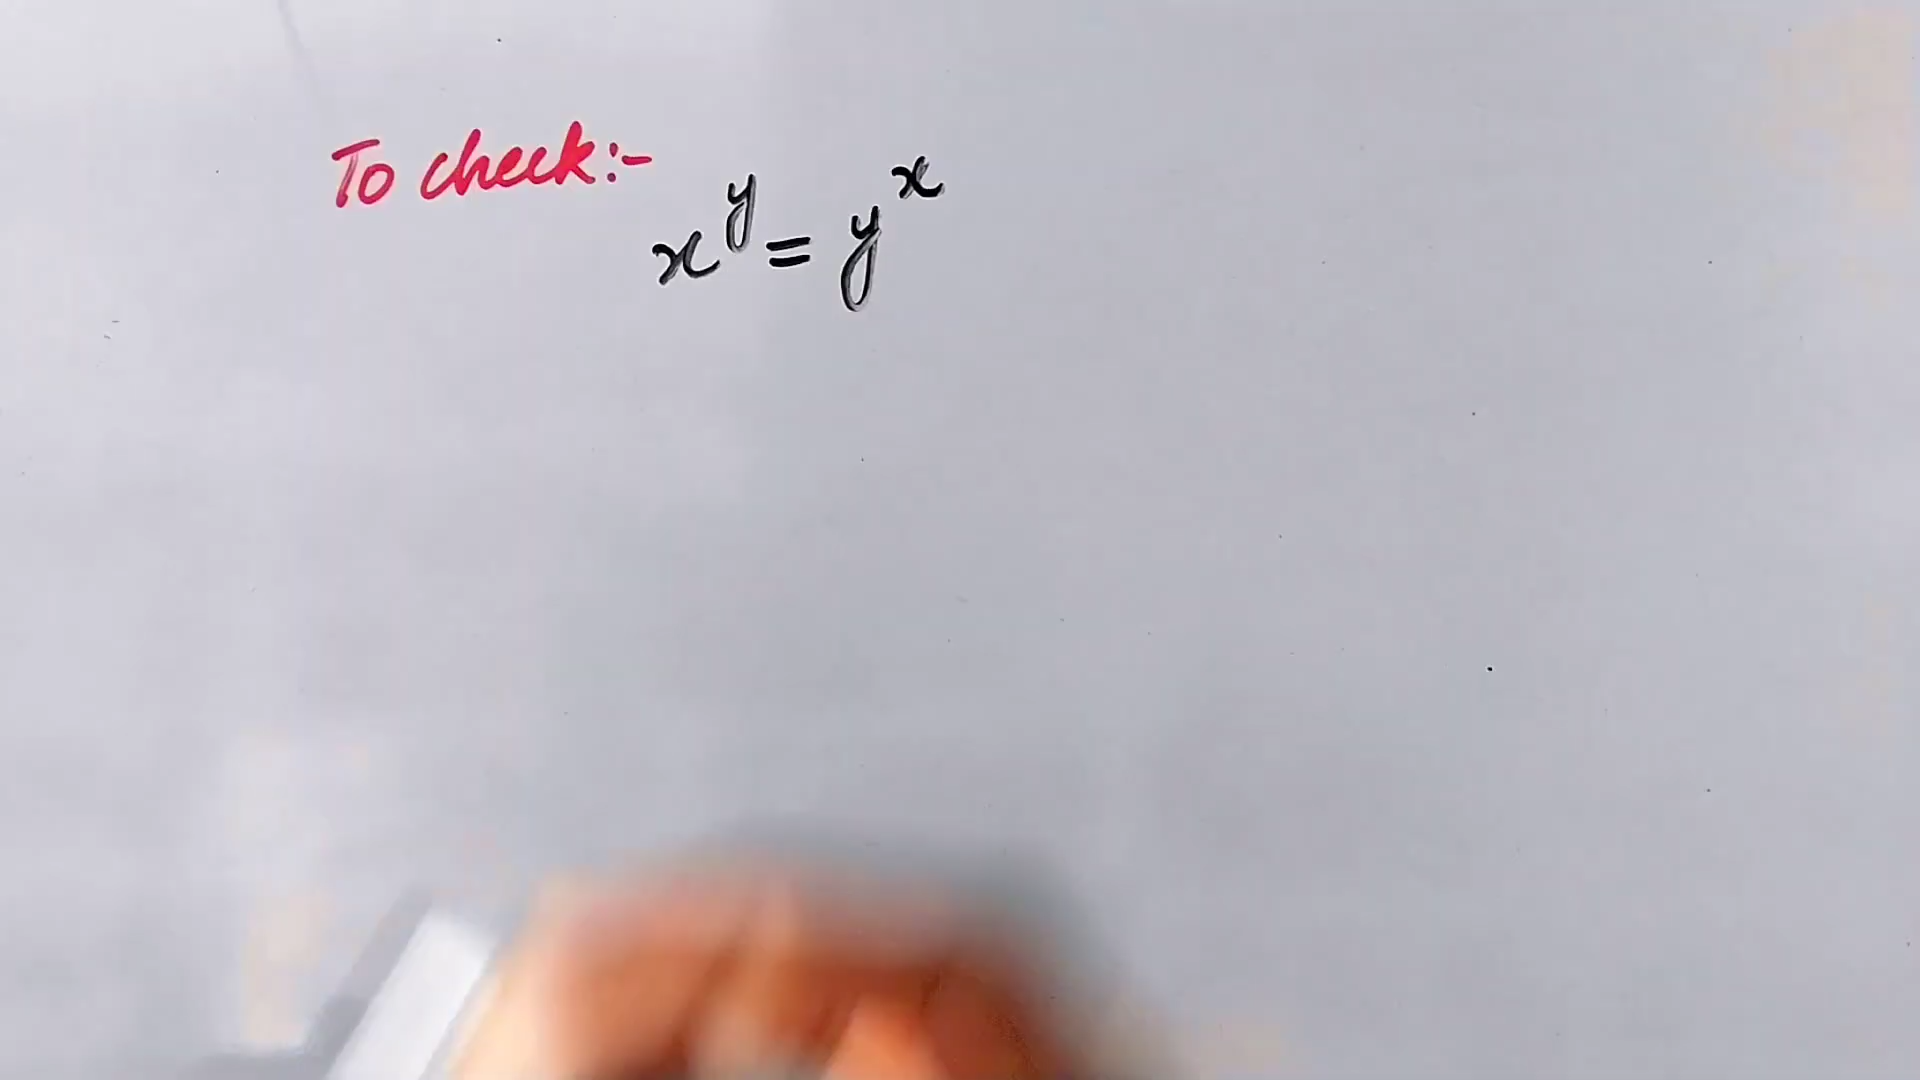 To check:-
x^y = y^x